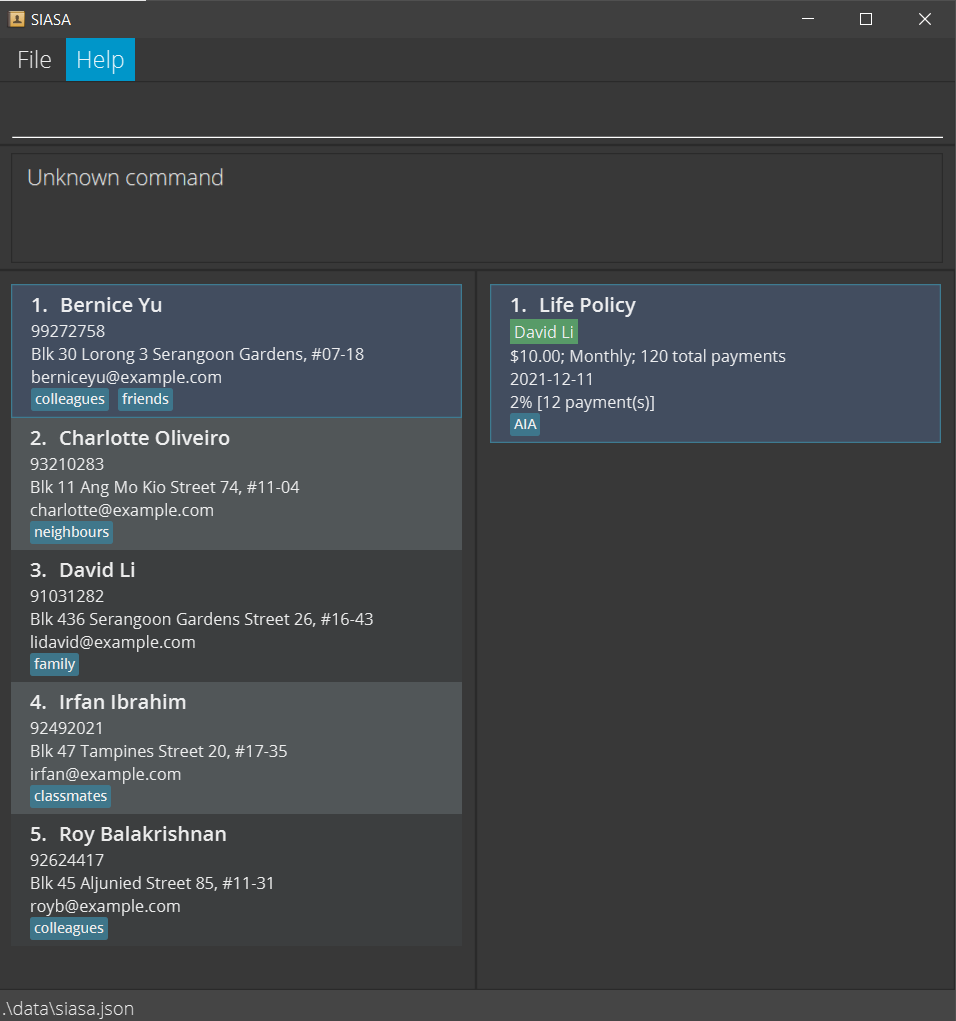 SIASA
File Help
Unknown command
1. Bernice Yu
99272758
Blk 30 Lorong 3 Serangoon Gardens, #07-18
berniceyu@example.com
colleagues friends
2. Charlotte Oliveiro
93210283
Blk 11 Ang Mo Kio Street 74, #11-04
charlotte@example.com
neighbours
3. David Li
91031282
Blk 436 Serangoon Gardens Street 26, #16-43
lidavid@example.com
family
4. Irfan Ibrahim
92492021
Blk 47 Tampines Street 20, #17-35
irfan@example.com
classmates
5. Roy Balakrishnan
92624417
Blk 45 Aljunied Street 85, #11-31
royb@example.com
colleagues
1. Life Policy
David Li
$10.00; Monthly; 120 total payments
2021-12-11
2% [12 payment(s)]
AIA
.\data\siasa.json